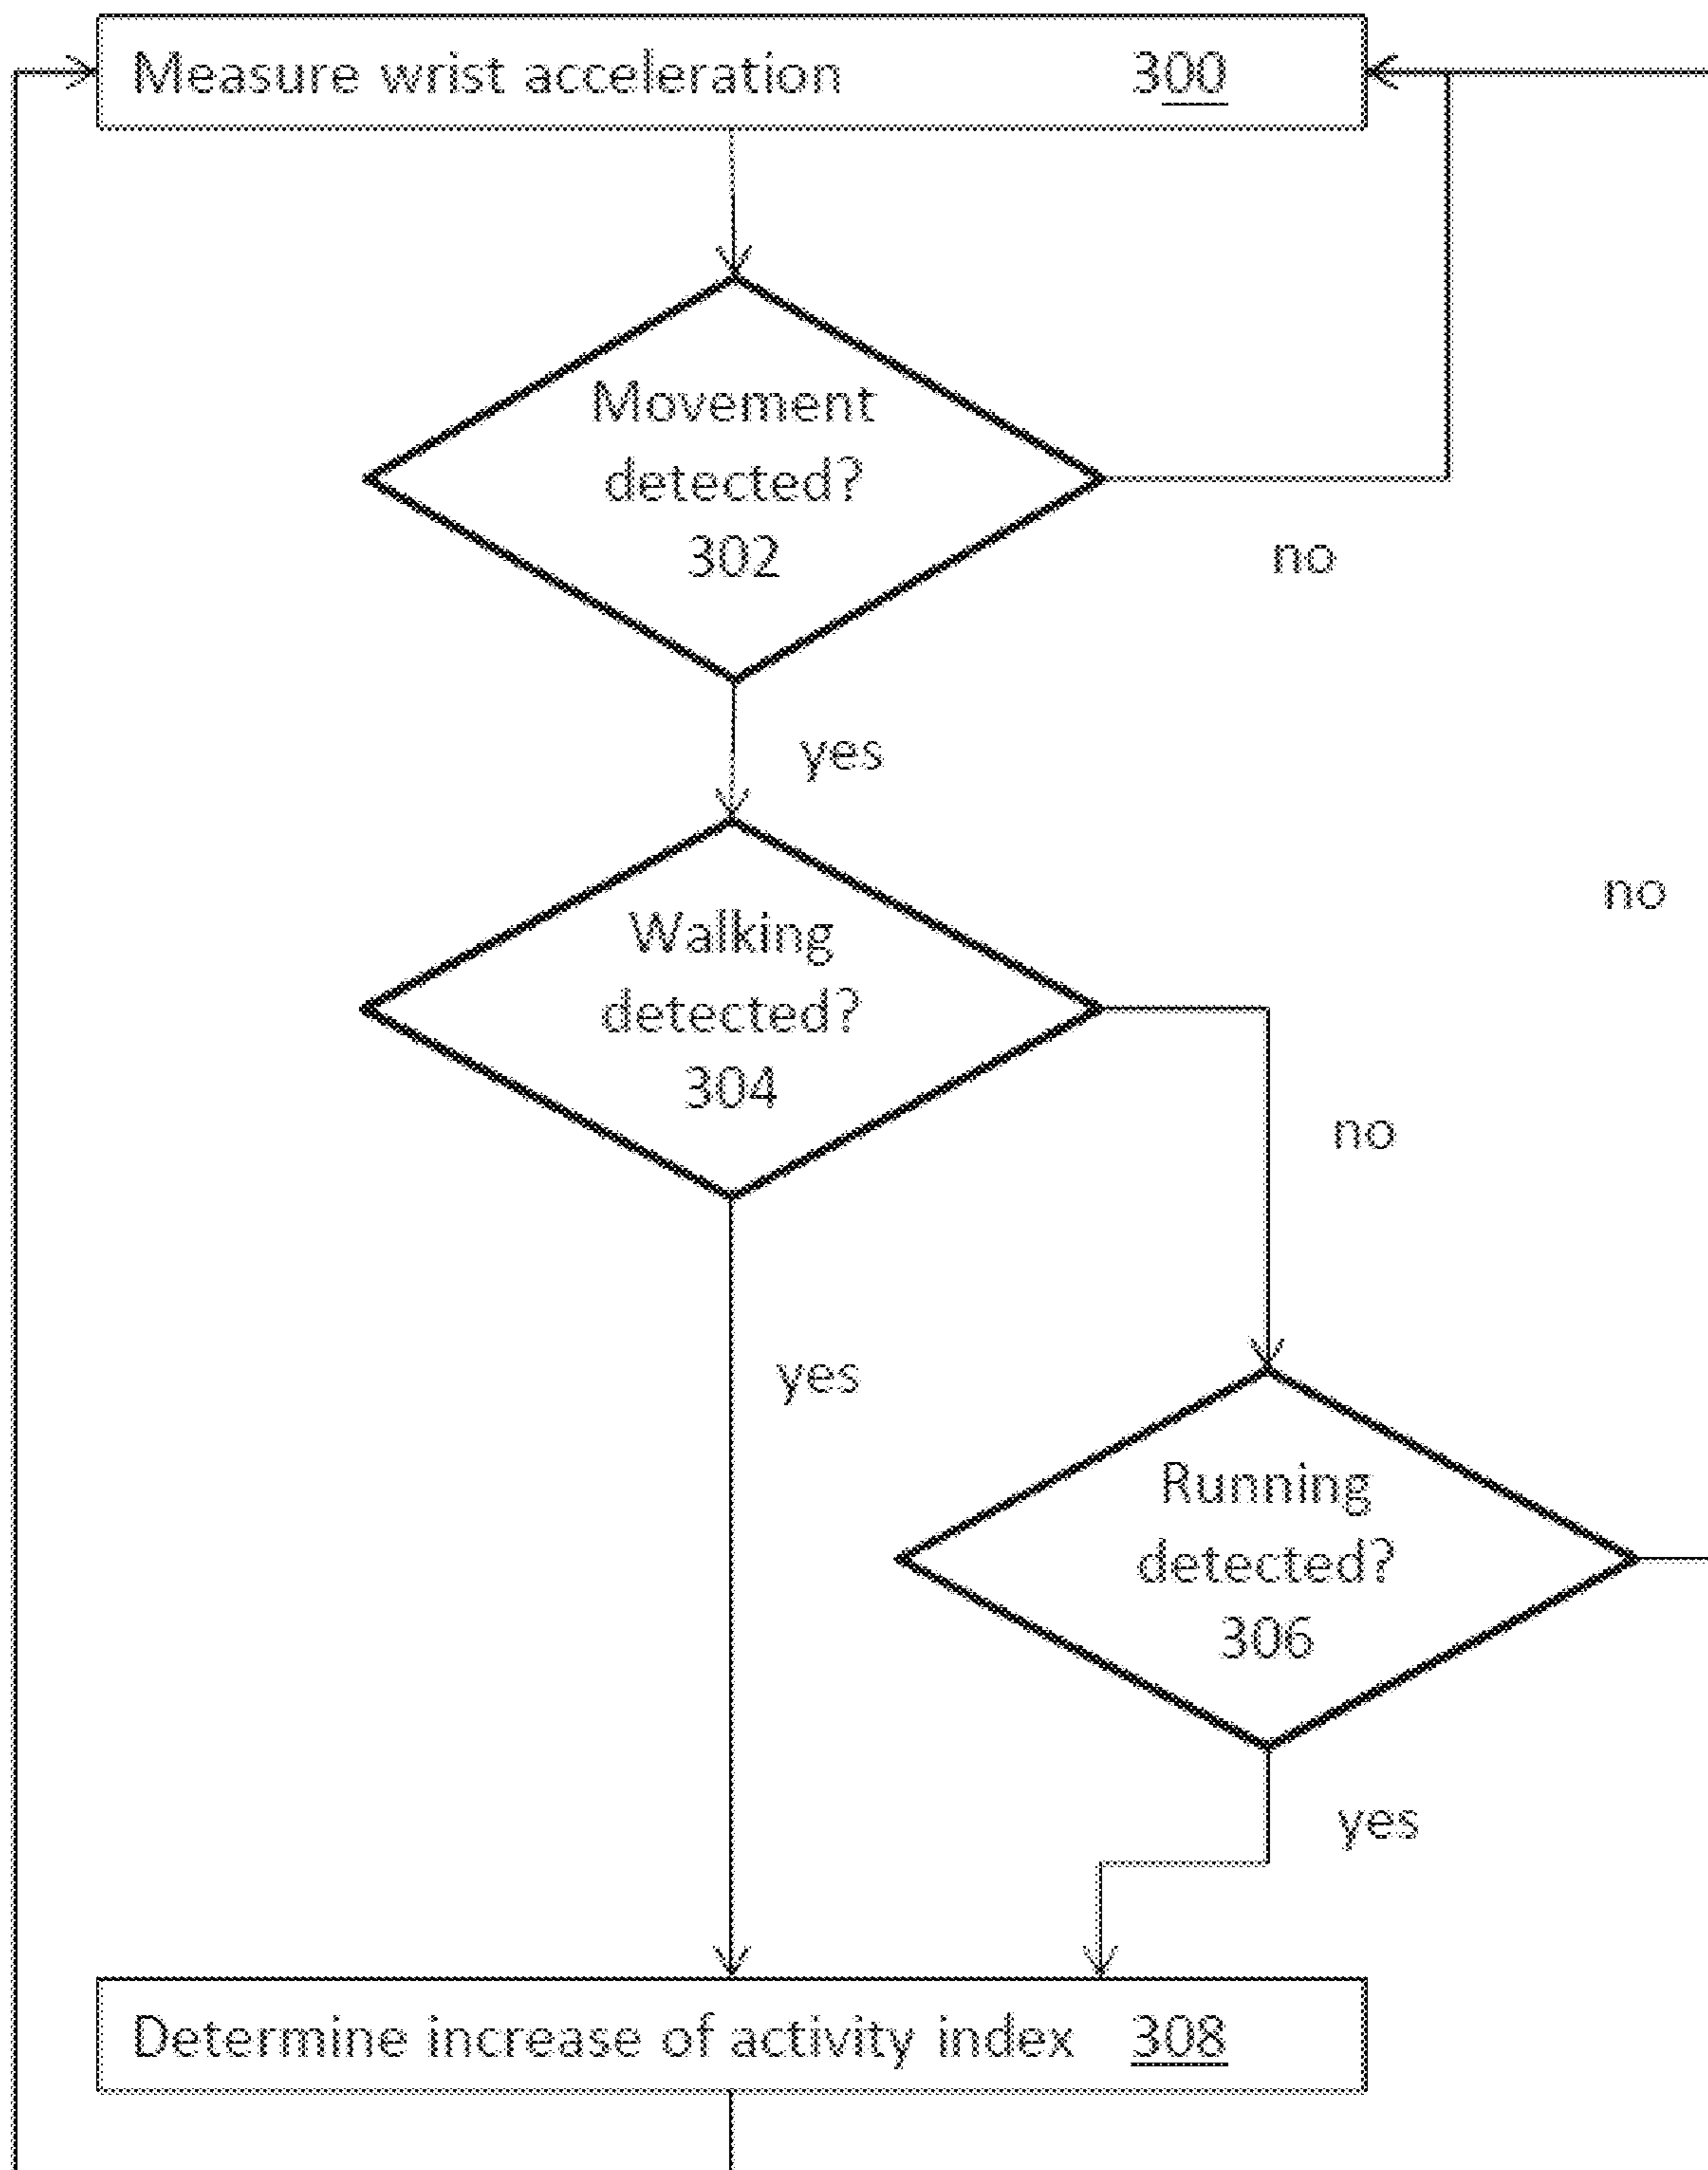 Measure wrist acceleration 300
Movement
detected?
302
no
yes
Walking
detected?
304
no
no
yes
Running
detected?
306
yes
Determine increase of activity index 308